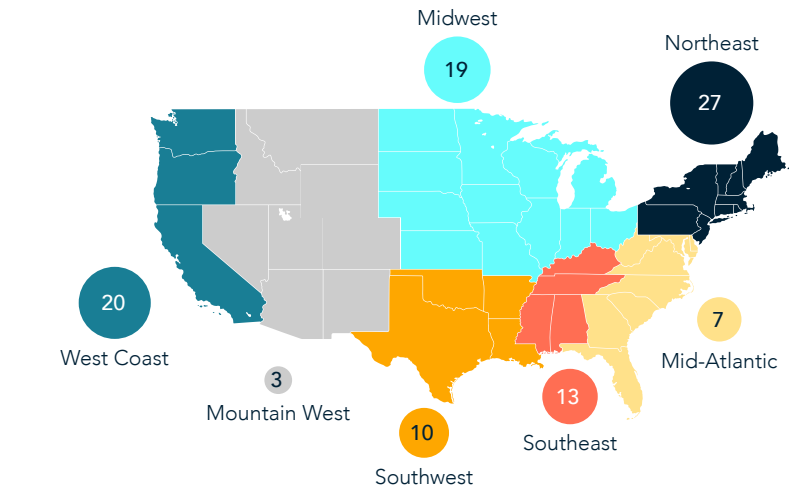 Midwest
19
Northeast
27
20
West Coast
7
Mid-Atlantic
3
Mountain West
13
Southeast
10
Southwest